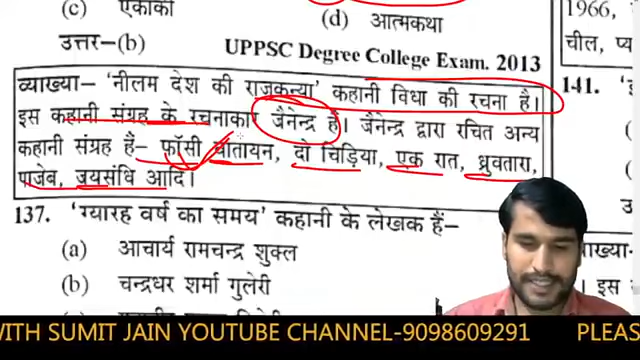 (c) एकाकी
(d) आत्मकथा
उत्तर-(b)
UPPSC Degree College Exam. 2013
व्याख्या- 'नीलम देश की राजकन्या' कहानी विधा की रचना है।
इस कहानी संग्रह के रचनाकार जैनेन्द्र हैं। जैनेन्द्र द्वारा रचित अन्य
कहानी संग्रह हैं- फॉसी वातायन, दो चिड़िया, एक रात, ध्रुवतारा,
पाजेब, जयसंधि आदि।
137. 'ग्यारह वर्ष का समय' कहानी के लेखक हैं-
(a) आचार्य रामचन्द्र शुक्ल
(b) चन्द्रधर शर्मा गुलेरी
1966,
चील, प्य
141.
व्याख्या-
। इस
WITH SUMIT JAIN YOUTUBE CHANNEL-9098609291 PLEAS